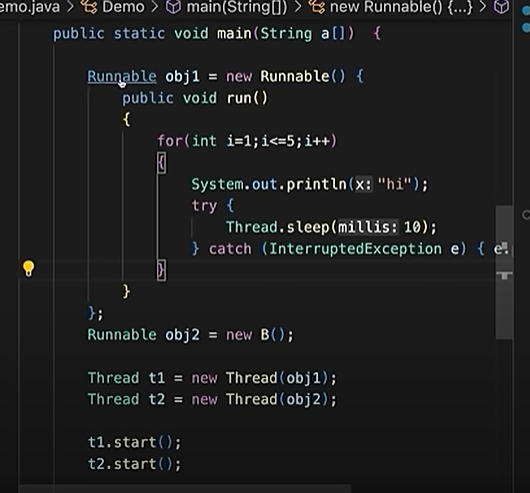 emo.java > Demo > main(String[]) > new Runnable() {...} >
public static void main(String a[]) {
Runnable obj1 = new Runnable() {
public void run()
{
for(int i=1;i<=5;i++)
{
System.out.println(x: "hi");
try {
Thread.sleep(millis: 10);
} catch (InterruptedException e) { e.
}
}
};
Runnable obj2 = new B();
Thread t1 = new Thread(obj1);
Thread t2 = new Thread(obj2);
t1.start();
t2.start();